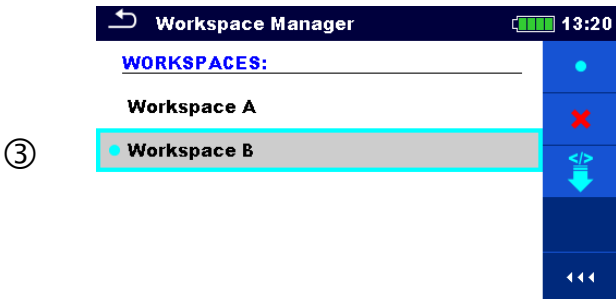 Workspace Manager 13:20
WORKSPACES:
Workspace A
③ Workspace B
</>